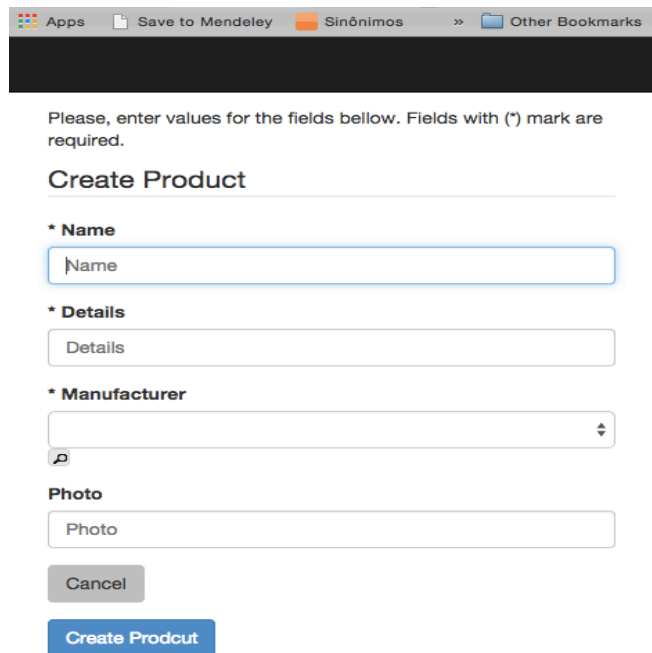 Apps Save to Mendeley Sinônimos » Other Bookmarks
Please, enter values for the fields bellow. Fields with (*) mark are
required.
Create Product
* Name
Name
* Details
Details
* Manufacturer
Photo
Photo
Cancel
Create Prodcut